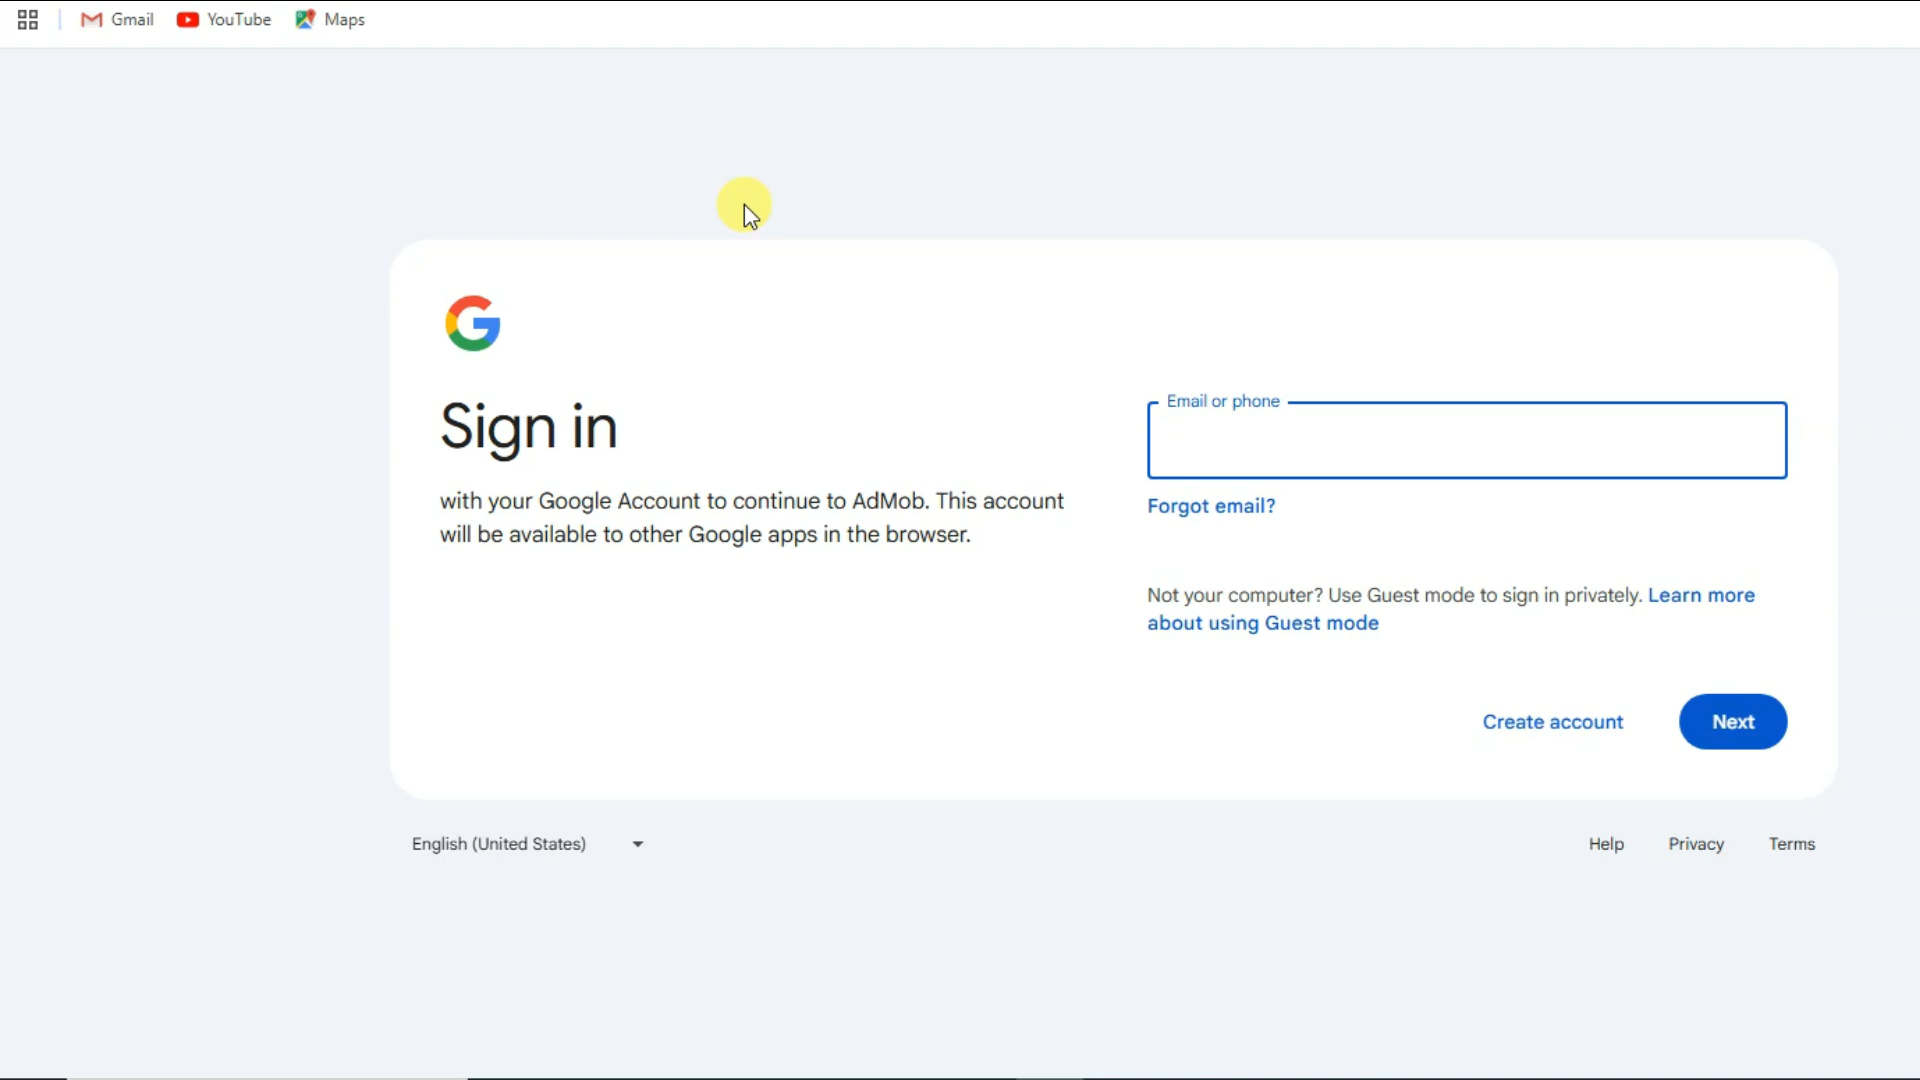 Gmail YouTube Maps
Sign in
with your Google Account to continue to AdMob. This account
will be available to other Google apps in the browser.
Email or phone
Forgot email?
Not your computer? Use Guest mode to sign in privately. Learn more
about using Guest mode
Create account Next
English (United States) Help Privacy Terms